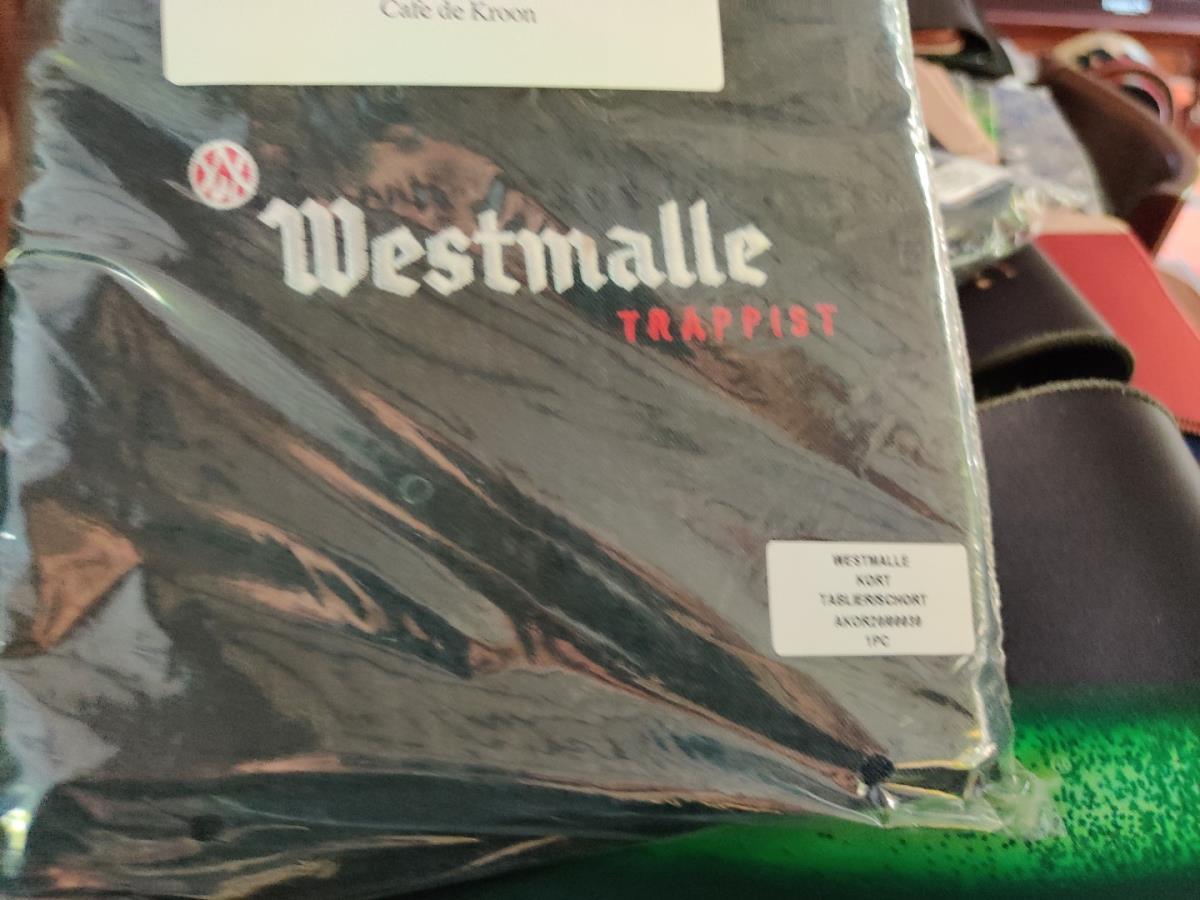 Café de Kroon
Westmalle
TRAPPIST
WESTMALLE
KORT
TABLIER/SCHORT
1PC